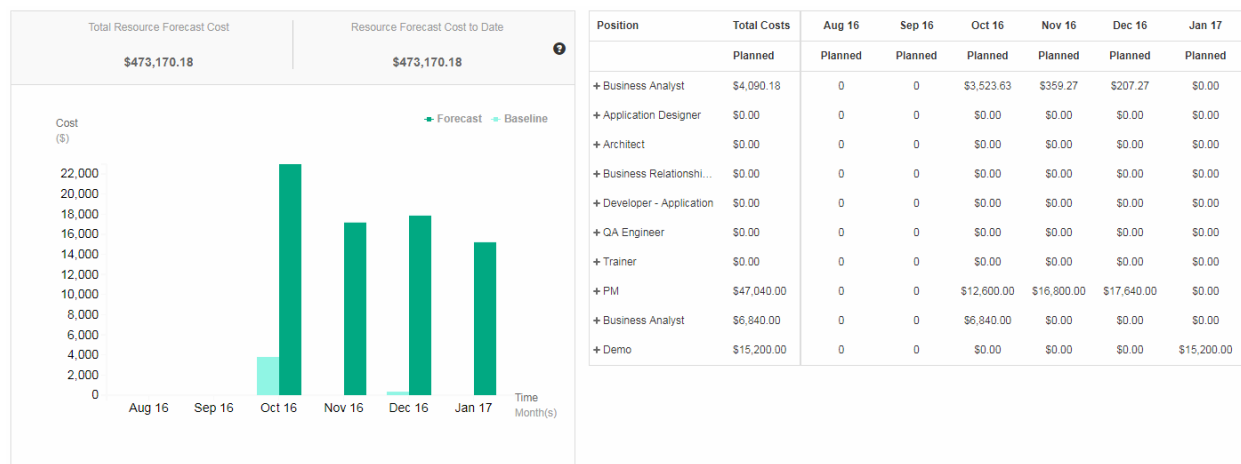 Total Resource Forecast Cost Resource Forecast Cost to Date
$473,170.18 $473,170.18
?
Cost
($)
Forecast Baseline
22,000
20,000
18,000
16,000
14,000
12,000
10,000
8,000
6,000
4,000
2,000
0
Aug 16 Sep 16 Oct 16 Nov 16 Dec 16 Jan 17
Time
Month(s)
Position Total Costs Aug 16 Sep 16 Oct 16 Nov 16 Dec 16 Jan 17
Planned Planned Planned Planned Planned Planned Planned
+ Business Analyst $4,090.18 0 0 $3,523.63 $359.27 $207.27 $0.00
+ Application Designer $0.00 0 0 $0.00 $0.00 $0.00 $0.00
+ Architect $0.00 0 0 $0.00 $0.00 $0.00 $0.00
+ Business Relationshi... $0.00 0 0 $0.00 $0.00 $0.00 $0.00
+ Developer - Application $0.00 0 0 $0.00 $0.00 $0.00 $0.00
+ QA Engineer $0.00 0 0 $0.00 $0.00 $0.00 $0.00
+ Trainer $0.00 0 0 $0.00 $0.00 $0.00 $0.00
+ PM $47,040.00 0 0 $12,600.00 $16,800.00 $17,640.00 $0.00
+ Business Analyst $6,840.00 0 0 $6,840.00 $0.00 $0.00 $0.00
+ Demo $15,200.00 0 0 $0.00 $0.00 $0.00 $15,200.00